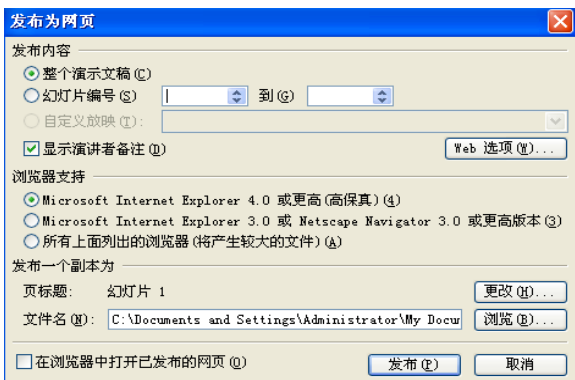 发布为网页
发布内容
整个演示文稿(C)
幻灯片编号(S) 到(G)
自定义放映(T):
显示演讲者备注(D) Web 选项(W)...
浏览器支持
Microsoft Internet Explorer 4.0 或更高(高保真)(4)
Microsoft Internet Explorer 3.0 或 Netscape Navigator 3.0 或更高版本(3)
所有上面列出的浏览器(将产生较大的文件)(A)
发布一个副本为
页标题: 幻灯片 1 更改(H)...
文件名(N): C:\Documents and Settings\Administrator\My Docum 浏览(B)...
在浏览器中打开已发布的网页(O) 发布(P) 取消